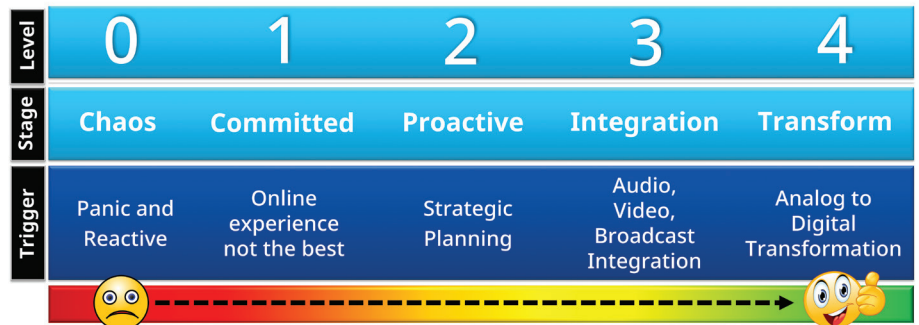 Level
0
1
2
3
4
Stage
Chaos
Committed
Proactive
Integration
Transform
Trigger
Panic and
Reactive
Online
experience
not the best
Strategic
Planning
Audio,
Video,
Broadcast
Integration
Analog to
Digital
Transformation